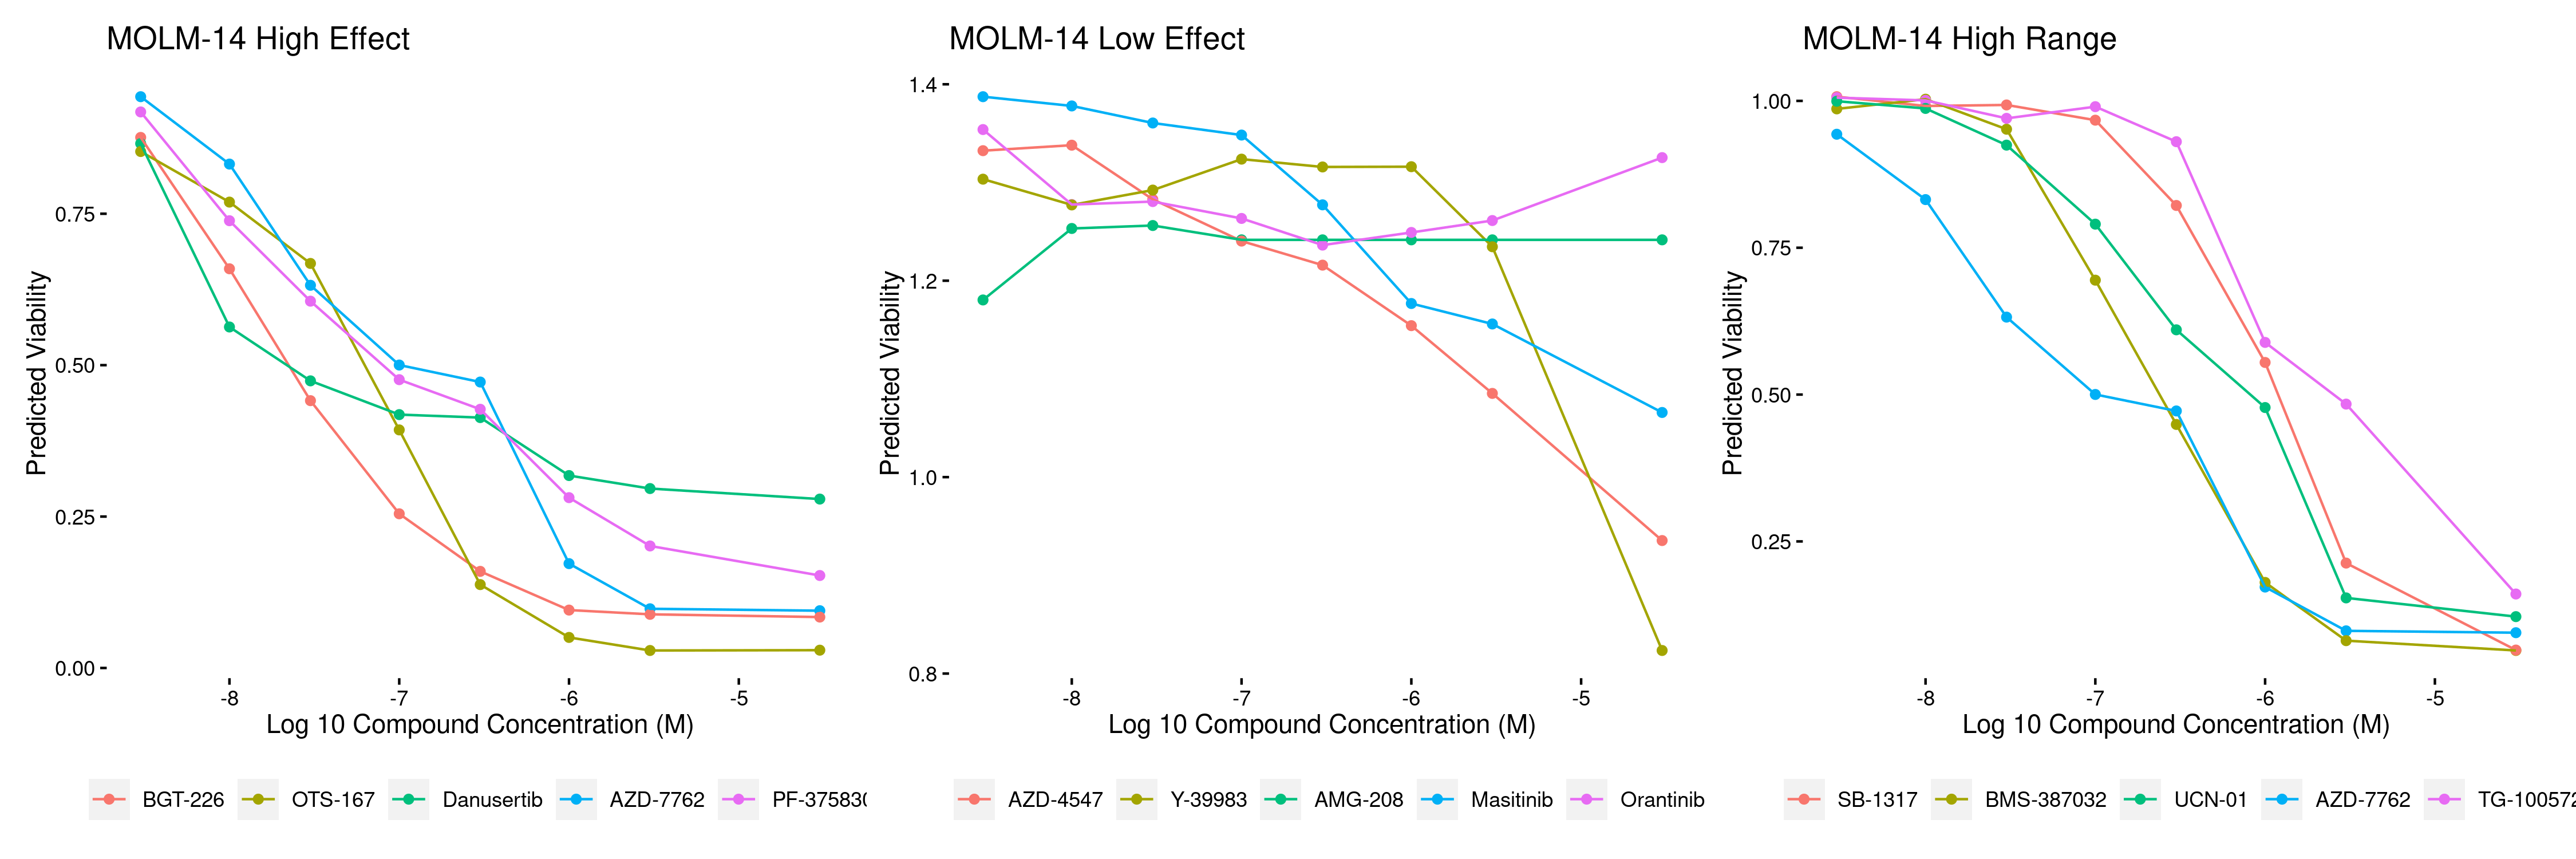 MOLM-14 High Effect
Predicted Viability
0.75
0.50
0.25
0.00
-8 -7 -6 -5
Log 10 Compound Concentration (M)
BGT-226 OTS-167 Danusertib AZD-7762 PF-375830
MOLM-14 Low Effect
Predicted Viability
1.4
1.2
1.0
0.8
-8 -7 -6 -5
Log 10 Compound Concentration (M)
AZD-4547 Y-39983 AMG-208 Masitinib Orantinib
MOLM-14 High Range
Predicted Viability
1.00
0.75
0.50
0.25
-8 -7 -6 -5
Log 10 Compound Concentration (M)
SB-1317 BMS-387032 UCN-01 AZD-7762 TG-100572